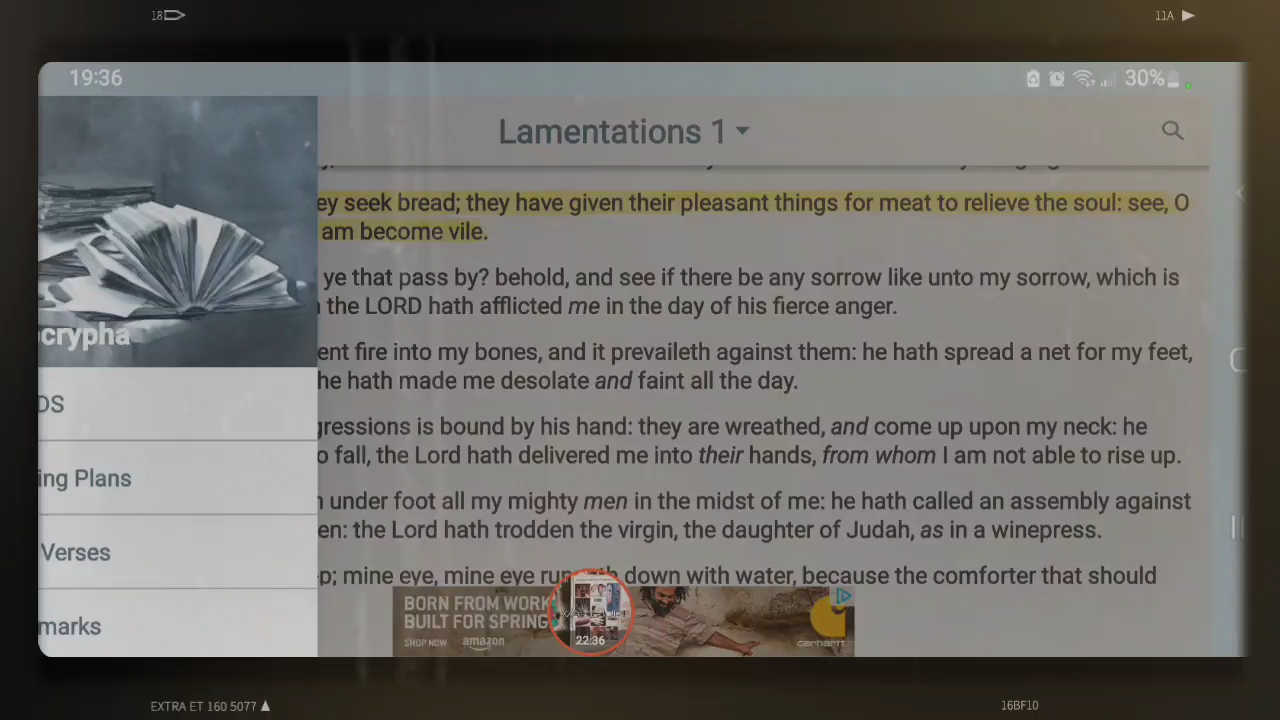 18
11A
19:36
30%
Lamentations 1
ey seek bread; they have given their pleasant things for meat to relieve the soul: see, O
am become vile.
ye that pass by? behold, and see if there be any sorrow like unto my sorrow, which is
the LORD hath afflicted me in the day of his fierce anger.
ent fire into my bones, and it prevaileth against them: he hath spread a net for my feet,
he hath made me desolate and faint all the day.
gressions is bound by his hand: they are wreathed, and come up upon my neck: he
o fall, the Lord hath delivered me into their hands, from whom I am not able to rise up.
n under foot all my mighty men in the midst of me: he hath called an assembly against
en: the Lord hath trodden the virgin, the daughter of Judah, as in a winepress.
p; mine eye, mine eye down with water, because the comforter that should
crypha
DS
ing Plans
Verses
marks
BORN FROM WORK
BUILT FOR SPRING
SHOP NOW amazon
22:36
carhartt
EXTRA ET 160 5077
16BF10